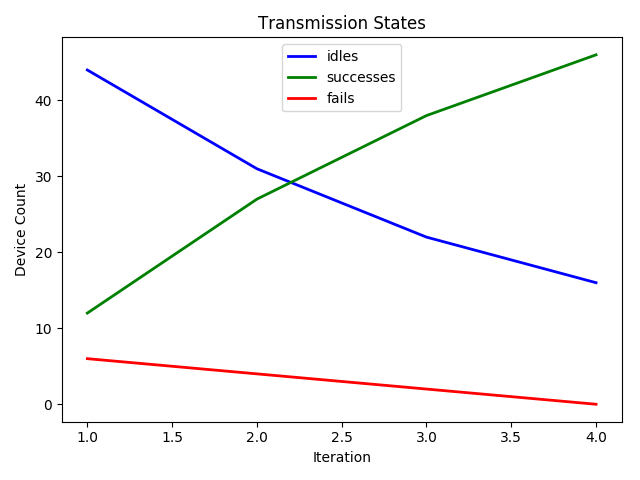 Transmission States
idles
successes
fails
Device Count
40
30
20
10
0
1.0 1.5 2.0 2.5 3.0 3.5 4.0
Iteration